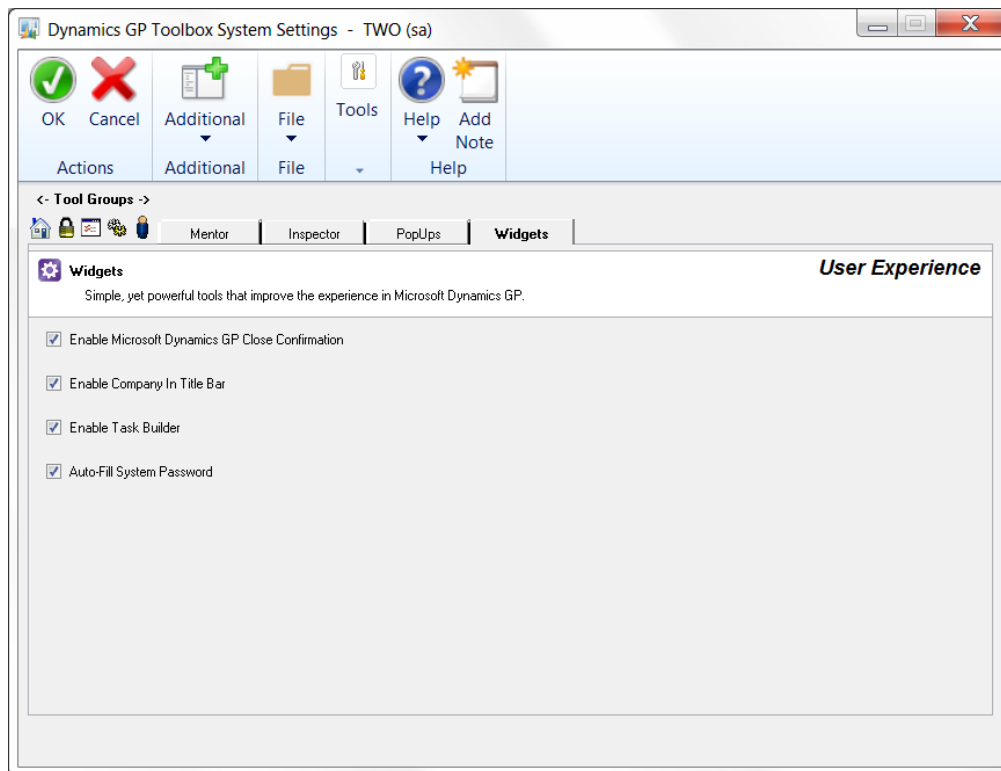 Dynamics GP Toolbox System Settings - TWO (sa)
OK Cancel Additional File Tools Help Add Note
Actions Additional File Help
<- Tool Groups ->
Mentor Inspector PopUps Widgets
Widgets User Experience
Simple, yet powerful tools that improve the experience in Microsoft Dynamics GP.
Enable Microsoft Dynamics GP Close Confirmation
Enable Company In Title Bar
Enable Task Builder
Auto-Fill System Password